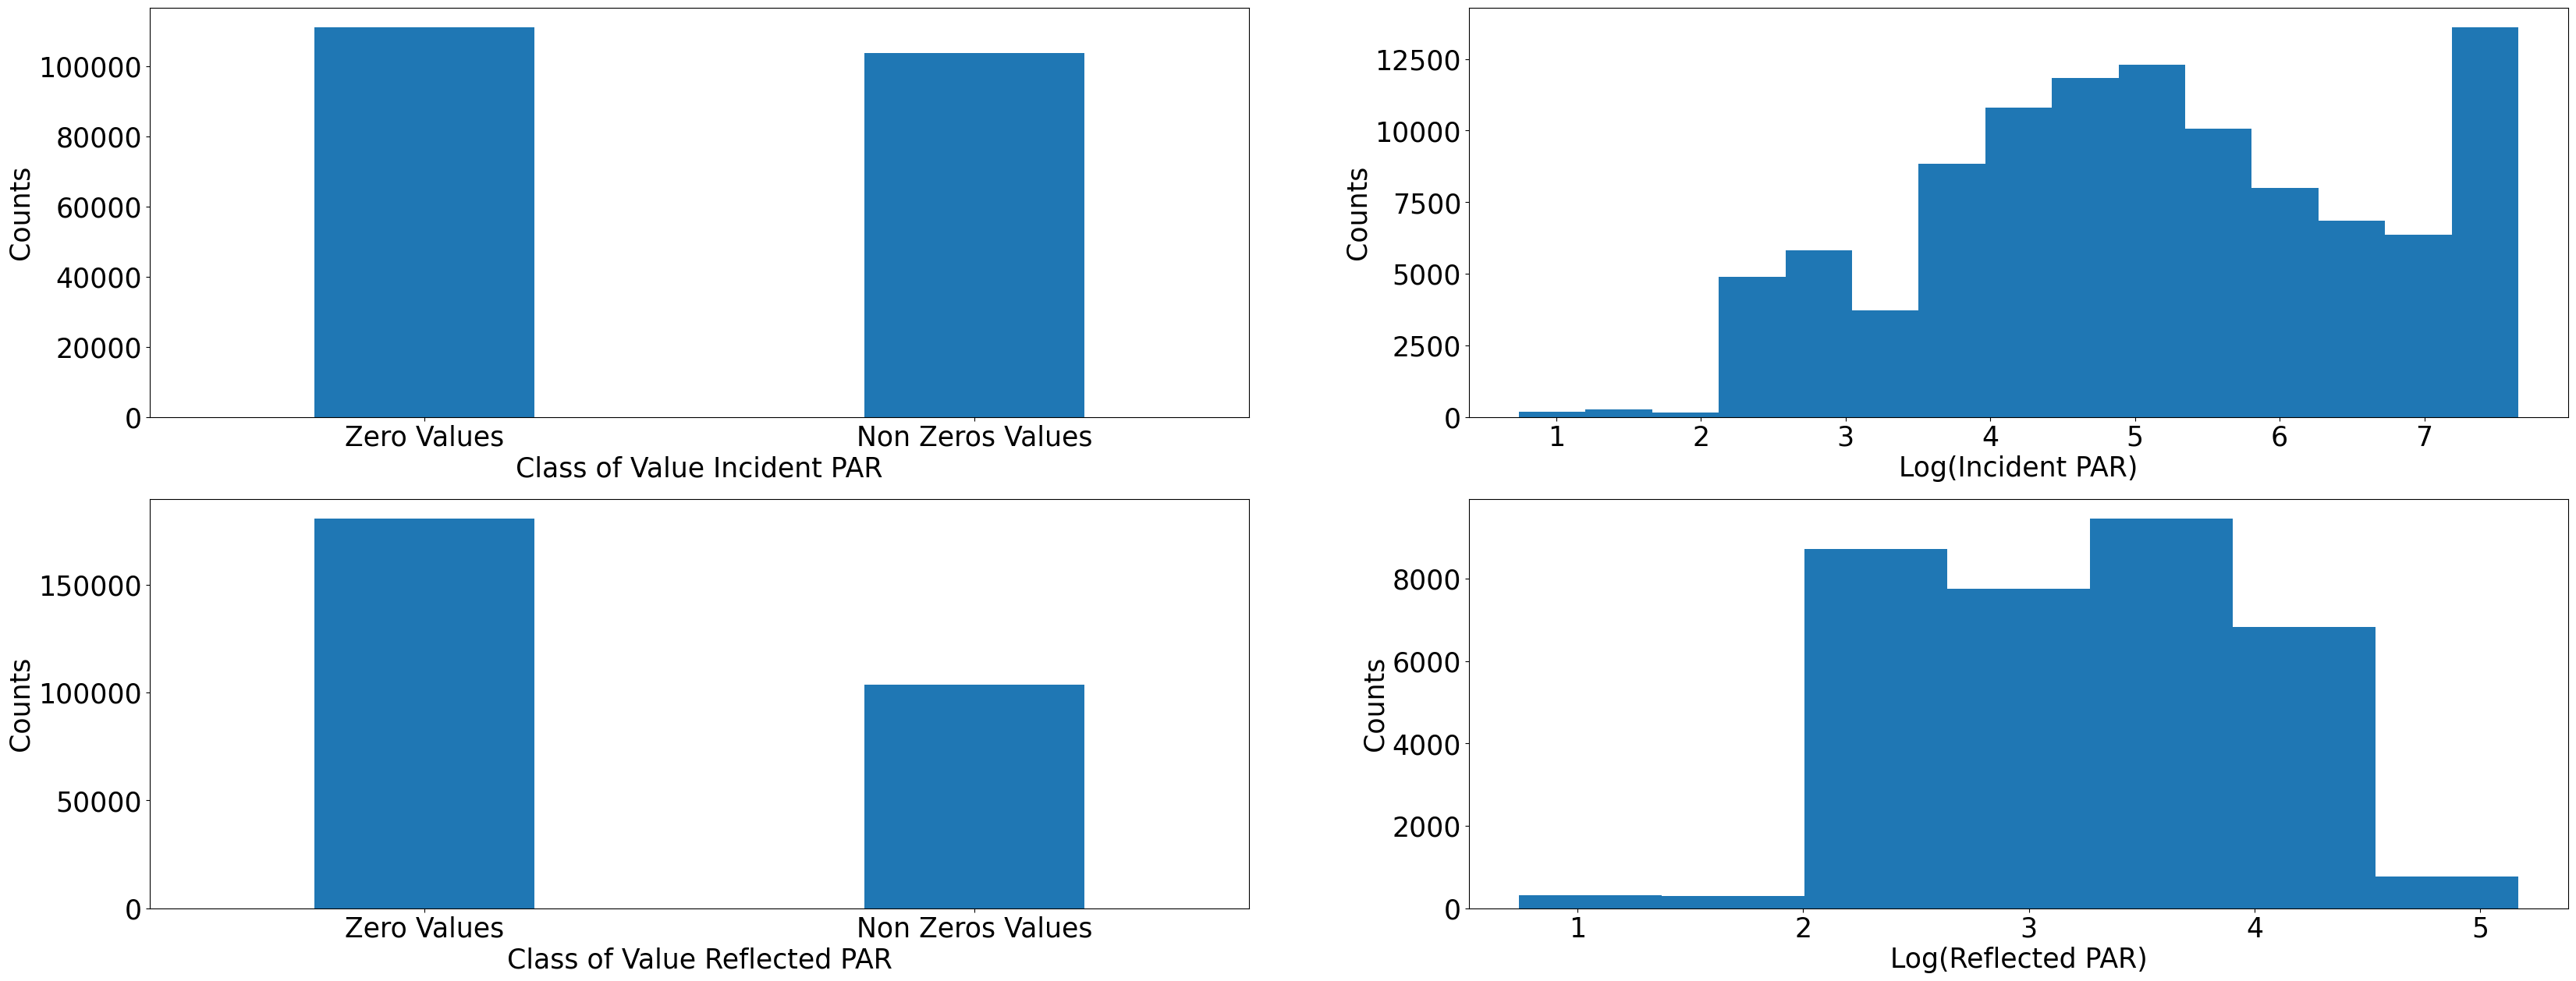 100000
80000
60000
40000
20000
0
Counts
Zero Values
Non Zeros Values
Class of Value Incident PAR
12500
10000
7500
5000
2500
0
Counts
1 2 3 4 5 6 7
Log(Incident PAR)
150000
100000
50000
0
Counts
Zero Values
Non Zeros Values
Class of Value Reflected PAR
8000
6000
4000
2000
0
Counts
1 2 3 4 5
Log(Reflected PAR)